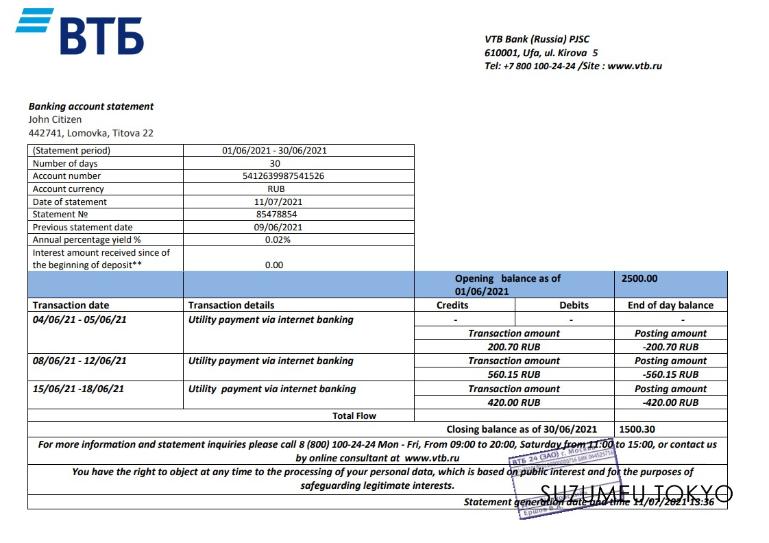 ВТБ
VTB Bank (Russia) PJSC
610001, Ufa, ul. Kirova 5
Tel: +7 800 100-24-24 /Site : www.vtb.ru
Banking account statement
John Citizen
442741, Lomovka, Titova 22
(Statement period) 01/06/2021 - 30/06/2021
Number of days 30
Account number 5412639987541526
Account currency RUB
Date of statement 11/07/2021
Statement № 85478854
Previous statement date 09/06/2021
Annual percentage yield % 0.02%
Interest amount received since of
the beginning of deposit** 0.00
Opening balance as of 2500.00
01/06/2021
Transaction date Transaction details Credits Debits End of day balance
04/06/21 - 05/06/21 Utility payment via internet banking - - -
Transaction amount Posting amount
200.70 RUB -200.70 RUB
08/06/21 - 12/06/21 Utility payment via internet banking Transaction amount Posting amount
560.15 RUB -560.15 RUB
15/06/21 -18/06/21 Utility payment via internet banking Transaction amount Posting amount
420.00 RUB -420.00 RUB
Total Flow
Closing balance as of 30/06/2021 1500.30
For more information and statement inquiries please call 8 (800) 100-24-24 Mon - Fri, From 09:00 to 20:00, Saturday from 11:00 to 15:00, or contact us
by online consultant at www.vtb.ru
ВТБ 24 (ЗАО) г. Москва
You have the right to object at any time to the processing of your personal data, which is based on public interest and for the purposes of
safeguarding legitimate interests.
SUZUMEU TOKYO
Statement generation date and time 11/07/2021 13:36